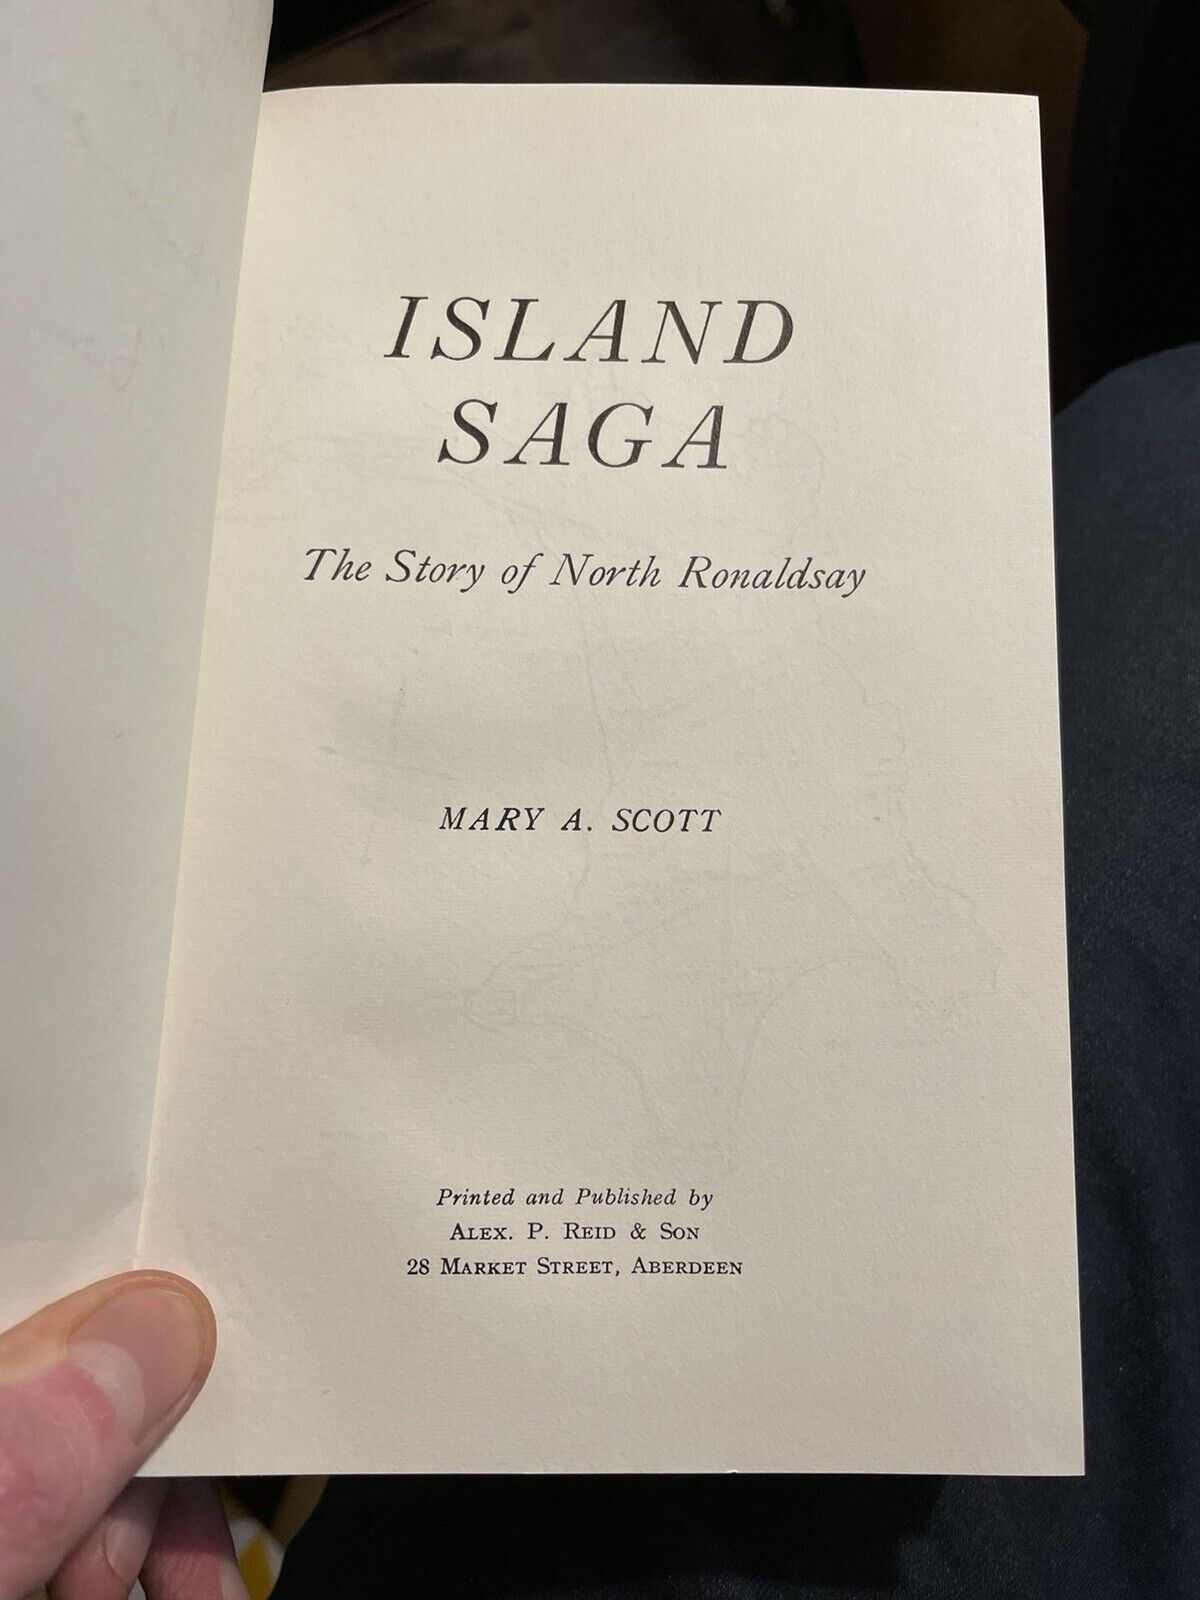 ISLAND
SAGA
The Story of North Ronaldsay
MARY A. SCOTT
Printed and Published by
ALEX. P. REID & SON
28 MARKET STREET, ABERDEEN